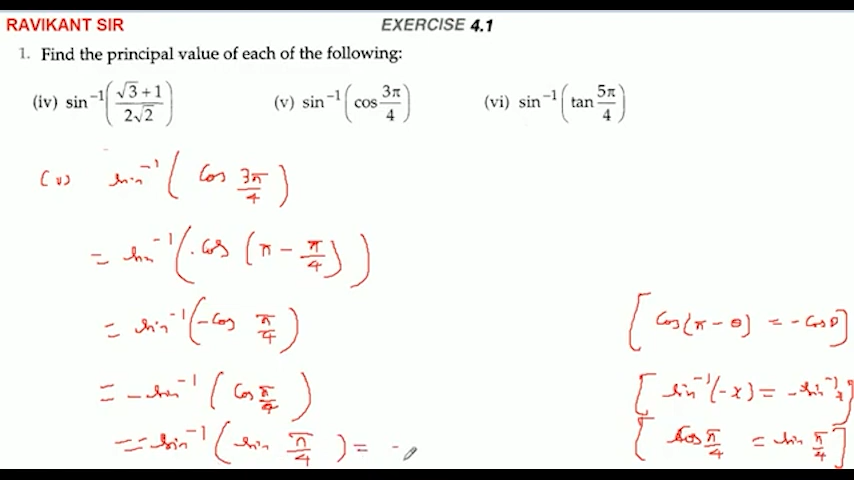 RAVIKANT SIR EXERCISE 4.1
1. Find the principal value of each of the following:
(iv) sin⁻¹((√3+1)/(2√2)) (v) sin⁻¹(cos 3π/4) (vi) sin⁻¹(tan 5π/4)
(v) sin⁻¹(cos 3π/4)
= sin⁻¹(cos(π - π/4))
= sin⁻¹(-cos π/4) [cos(π - θ) = -cosθ]
= -sin⁻¹(cos π/4) [sin⁻¹(-x) = -sin⁻¹x]
= -sin⁻¹(sin π/4) = - [cos π/4 = sin π/4]